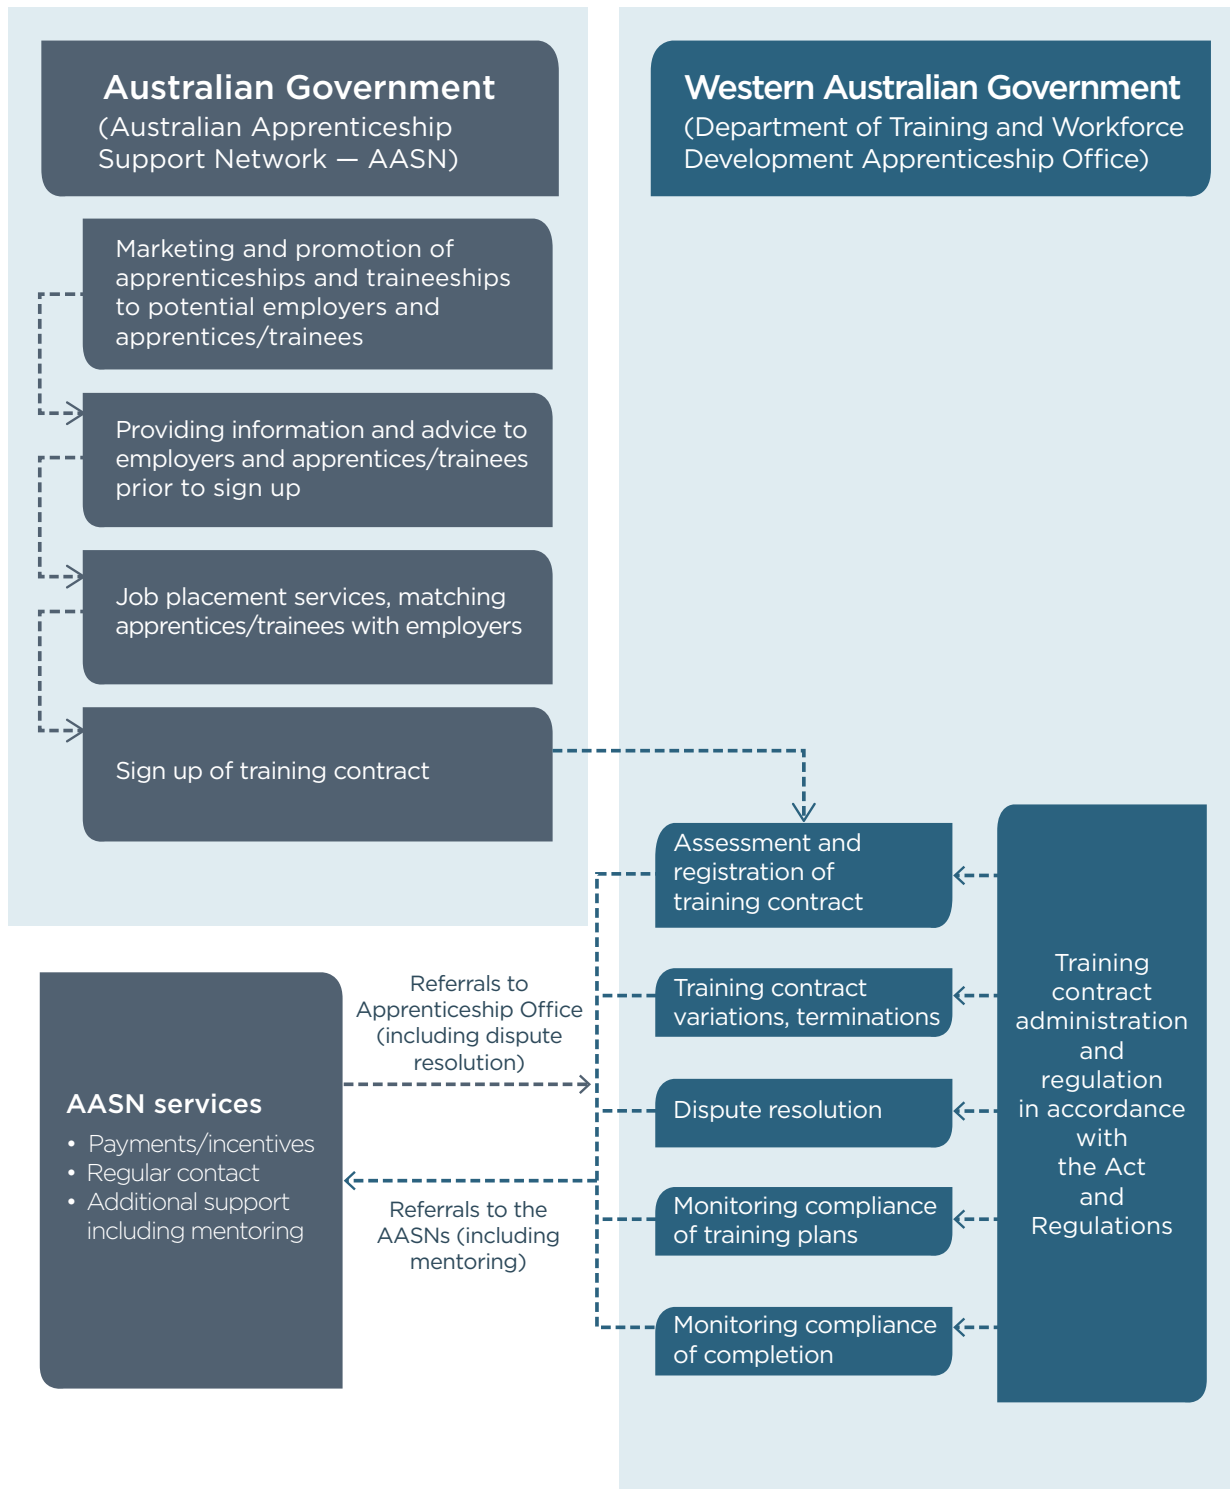 Australian Government
(Australian Apprenticeship
Support Network — AASN)
Western Australian Government
(Department of Training and Workforce
Development Apprenticeship Office)
Marketing and promotion of
apprenticeships and traineeships
to potential employers and
apprentices/trainees
Providing information and advice to
employers and apprentices/trainees
prior to sign up
Job placement services, matching
apprentices/trainees with employers
Sign up of training contract
Assessment and
registration of
training contract
Training contract
variations, terminations
Dispute resolution
Monitoring compliance
of training plans
Monitoring compliance
of completion
Training
contract
administration
and
regulation
in accordance
with
the Act
and
Regulations
Referrals to
Apprenticeship Office
(including dispute
resolution)
Referrals to the
AASNs (including
mentoring)
AASN services
• Payments/incentives
• Regular contact
• Additional support
including mentoring